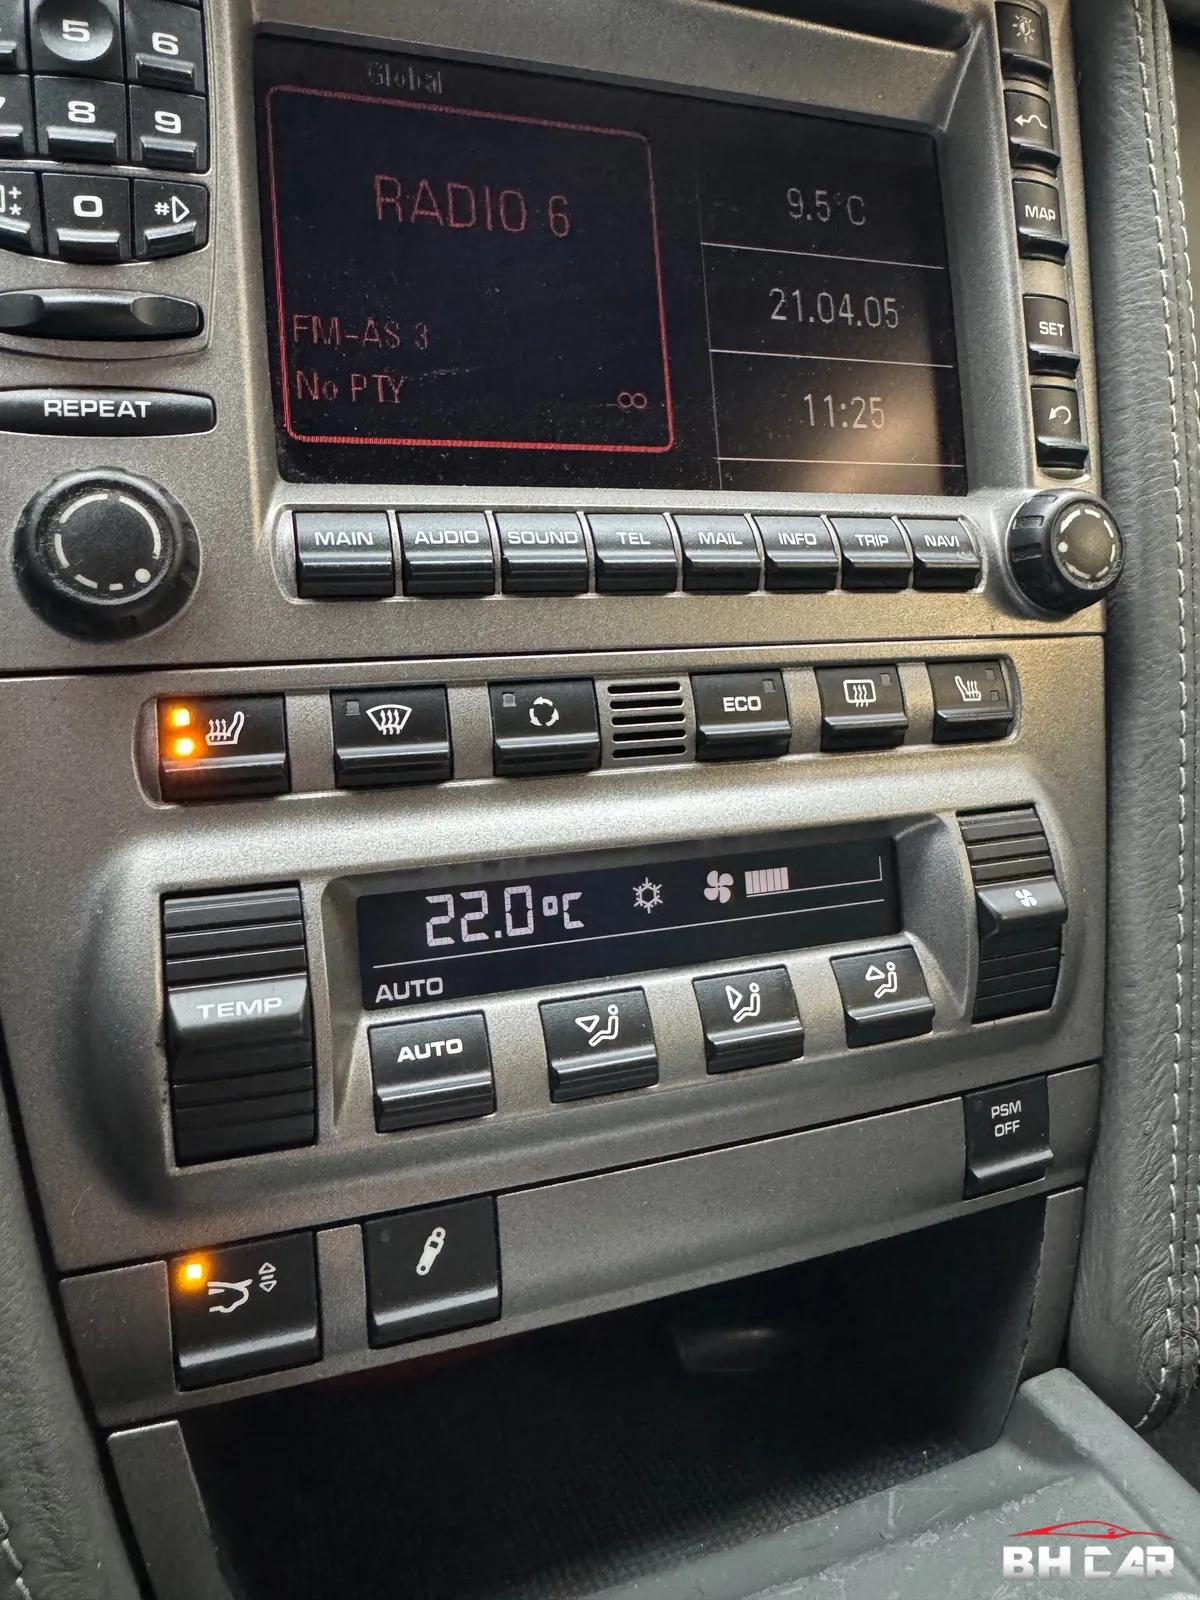 5
6
8
9
0
#
REPEAT
Global
RADIO 6
FM-AS 3
No PTY
∞
9.5°C
21.04.05
11:25
MAP
SET
MAIN AUDIO SOUND TEL MAIL INFO TRIP NAVI
ECO
22.0°C
AUTO
TEMP
AUTO
PSM
OFF
BH CAR